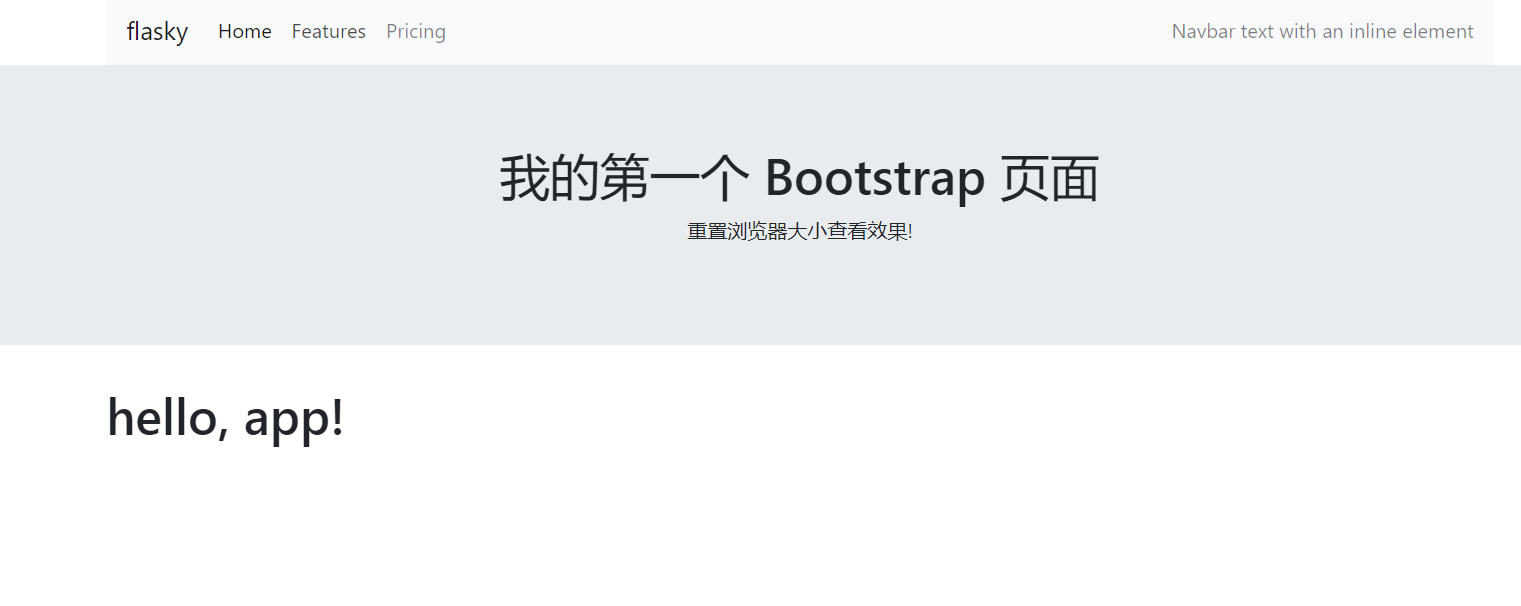 flasky Home Features Pricing Navbar text with an inline element
我的第一个 Bootstrap 页面
重置浏览器大小查看效果!
hello, app!